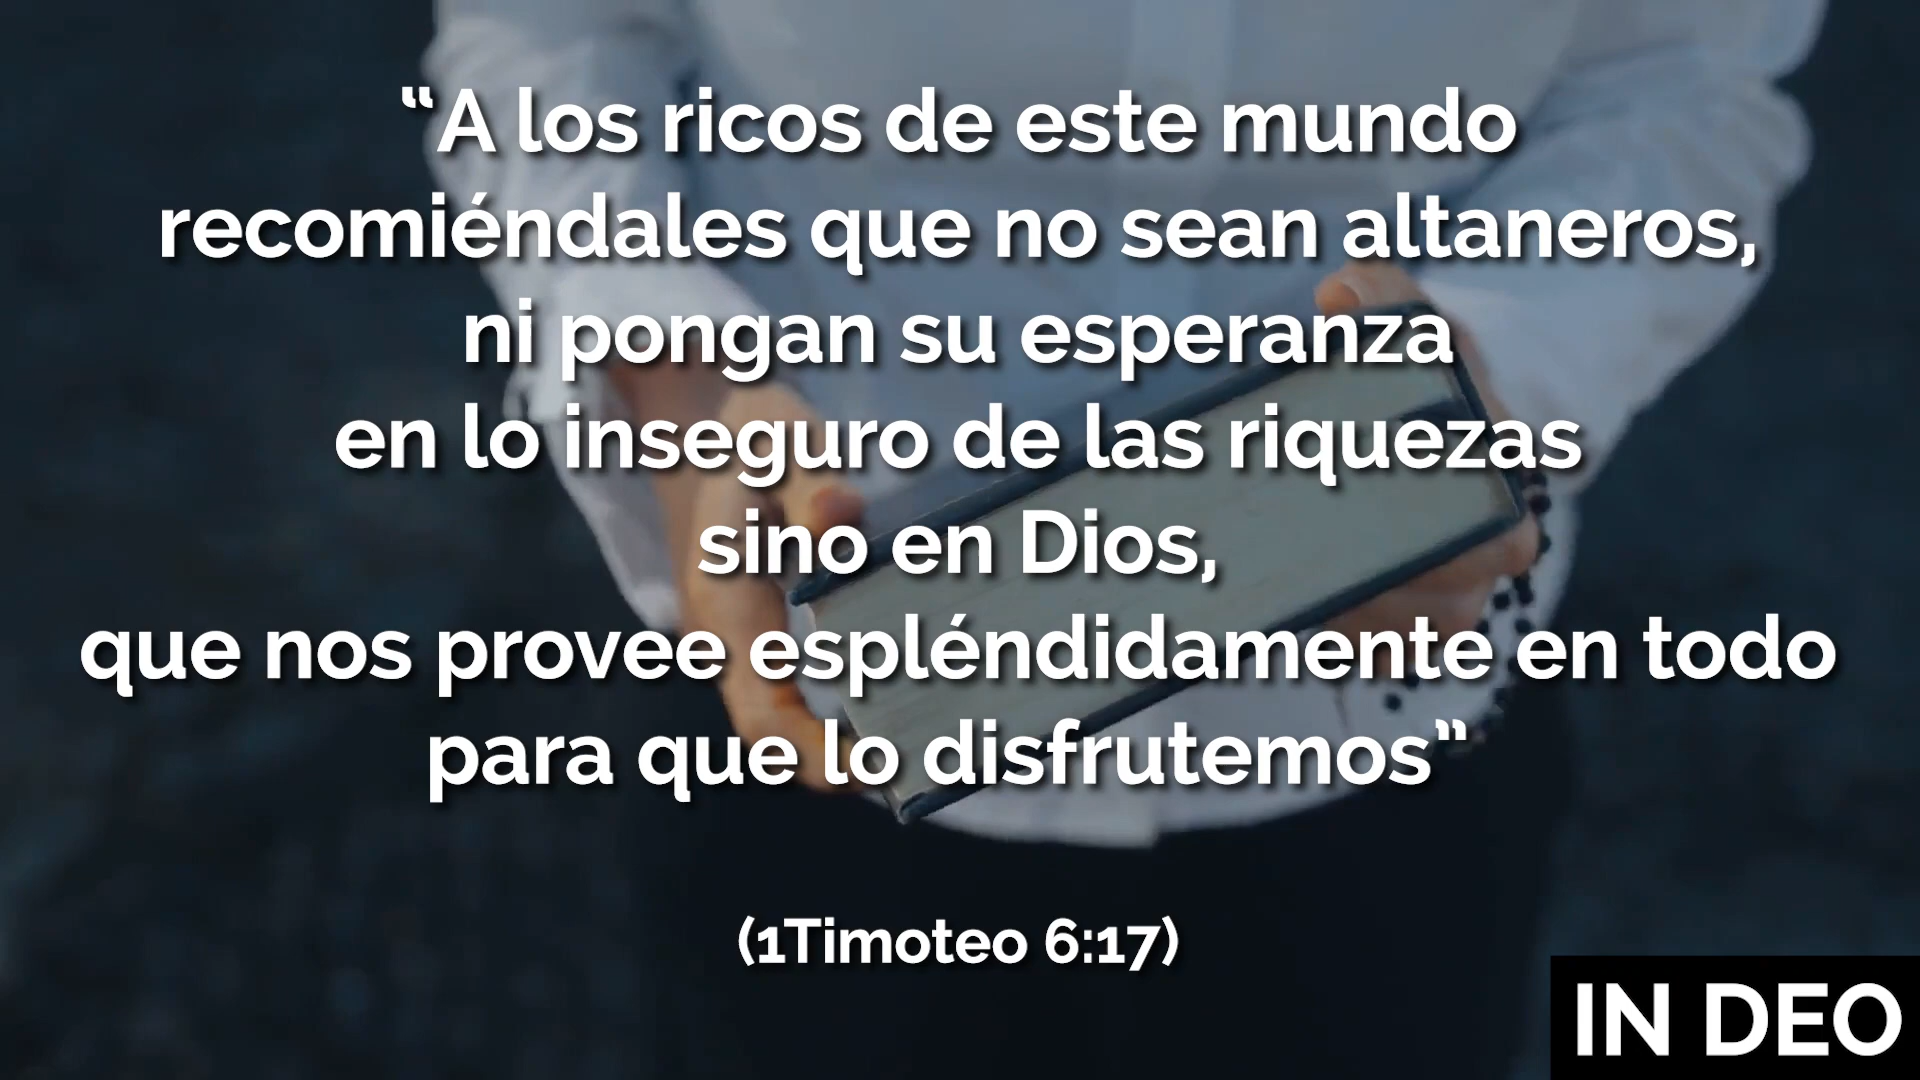 “A los ricos de este mundo
recomiéndales que no sean altaneros,
ni pongan su esperanza
en lo inseguro de las riquezas
sino en Dios,
que nos provee espléndidamente en todo
para que lo disfrutemos”
(1Timoteo 6:17)
IN DEO